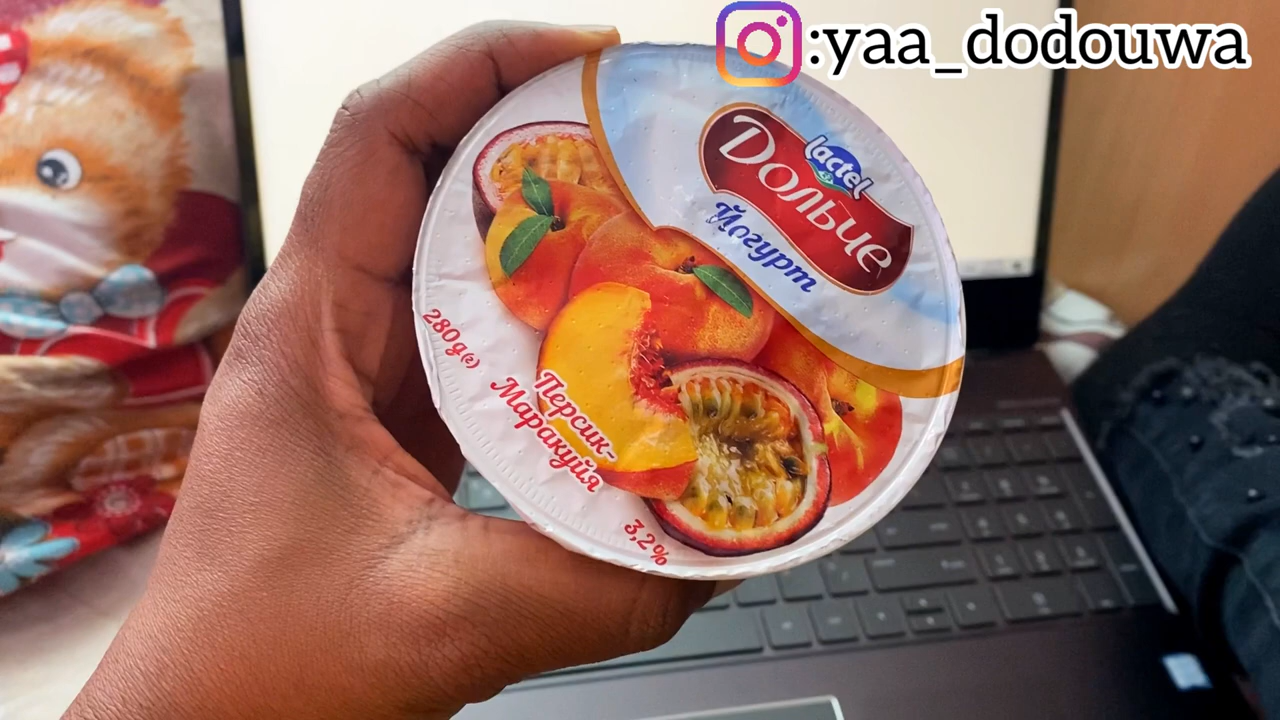 :yaa_dodouwa
lactel
Дольче
Йогурт
280g(e)
Персик-
Маракуйя
3,2%